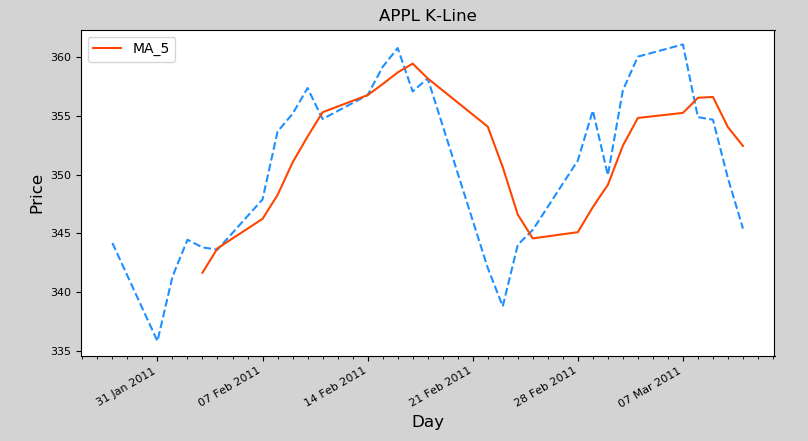 APPL K-Line
MA_5
Price
360
355
350
345
340
335
31 Jan 2011
07 Feb 2011
14 Feb 2011
21 Feb 2011
28 Feb 2011
07 Mar 2011
Day